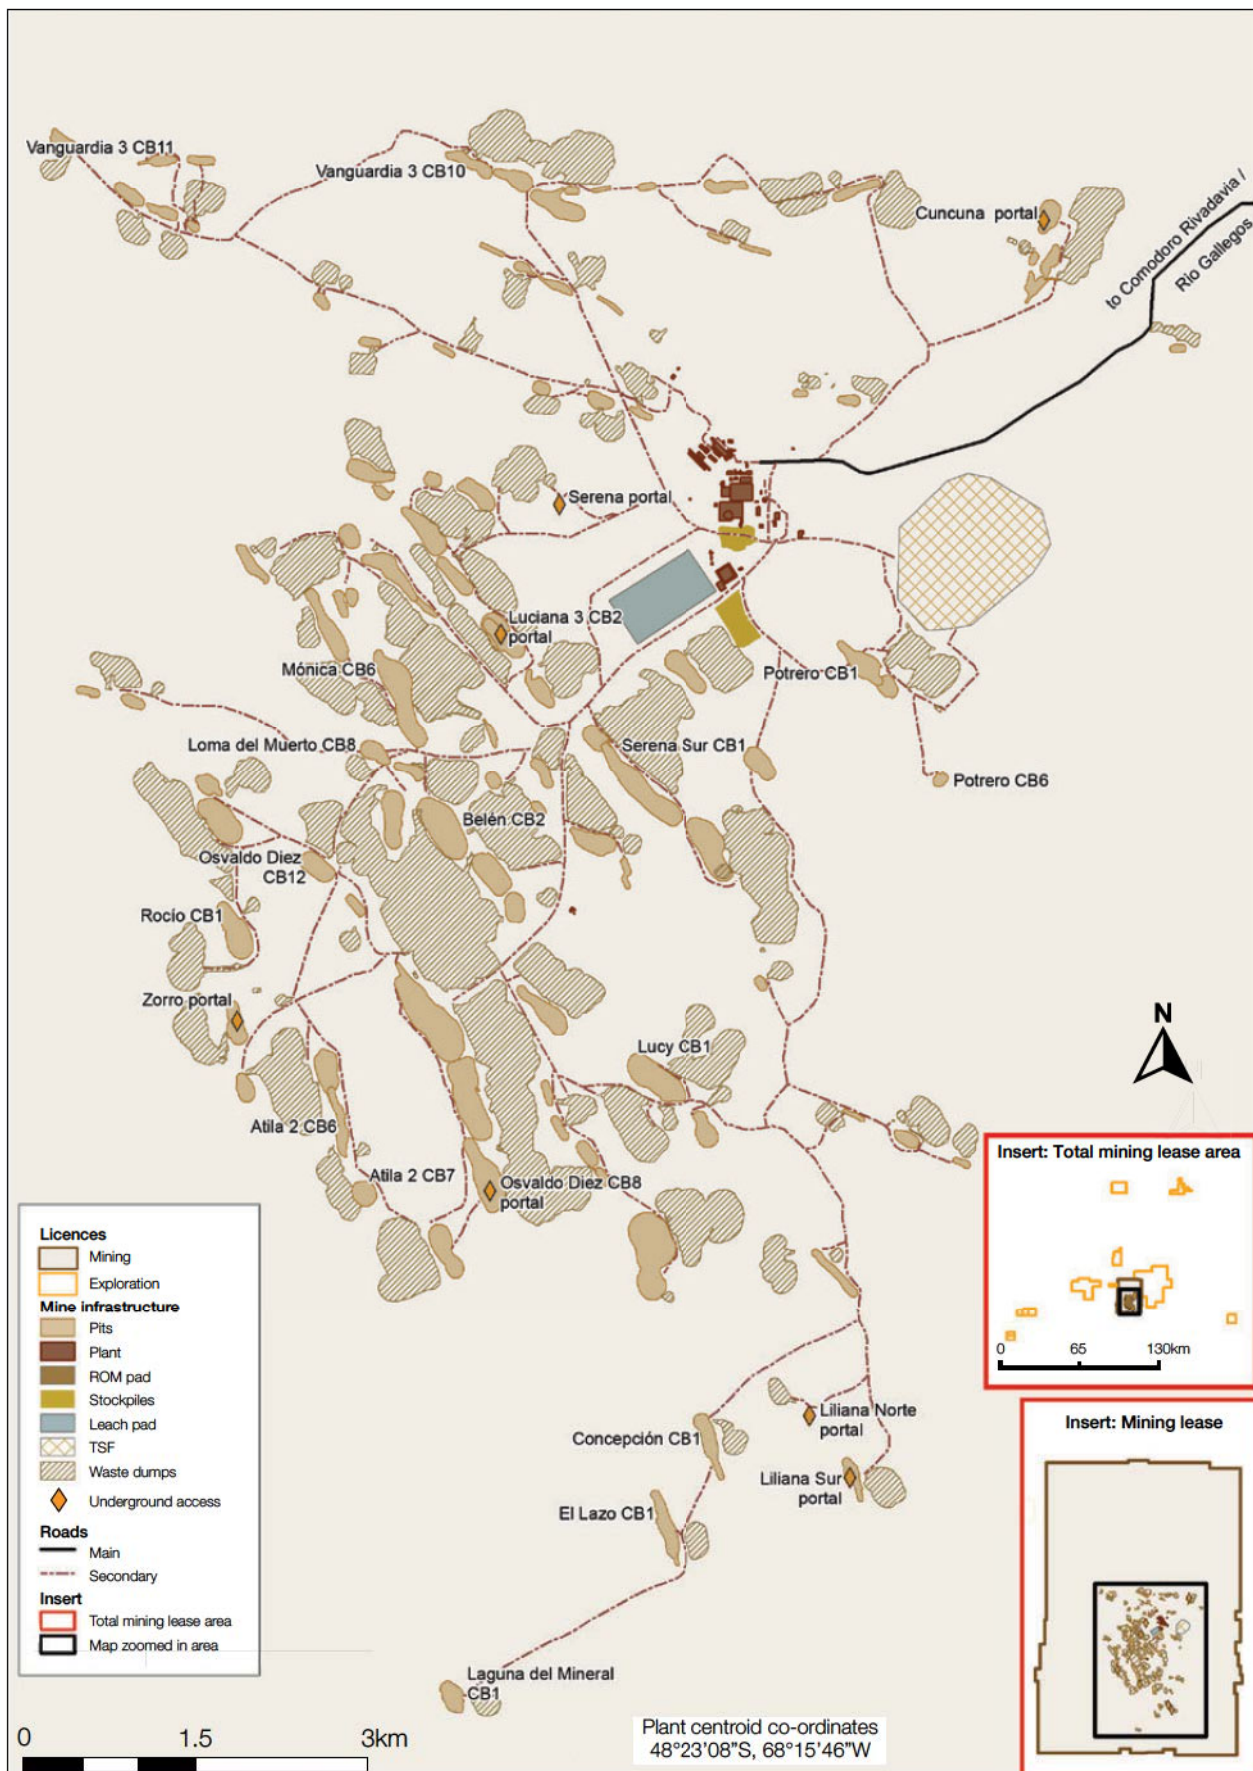 Vanguardia 3 CB11
Vanguardia 3 CB10
Cuncuna portal
to Comodoro Rivadavia /
Rio Gallegos
Serena portal
Luciana 3 CB2
portal
Mónica CB6
Potrero CB1
Loma del Muerto CB8
Serena Sur CB1
Potrero CB6
Belén CB2
Osvaldo Diez
CB12
Rocío CB1
Zorro portal
Lucy CB1
Atila 2 CB6
Atila 2 CB7
Osvaldo Diez CB8
portal
N
Insert: Total mining lease area
0 65 130km
Insert: Mining lease
Liliana Norte
portal
Concepción CB1
Liliana Sur
portal
El Lazo CB1
Laguna del Mineral
CB1
Licences
Mining
Exploration
Mine infrastructure
Pits
Plant
ROM pad
Stockpiles
Leach pad
TSF
Waste dumps
Underground access
Roads
Main
Secondary
Insert
Total mining lease area
Map zoomed in area
0 1.5 3km
Plant centroid co-ordinates
48°23'08"S, 68°15'46"W